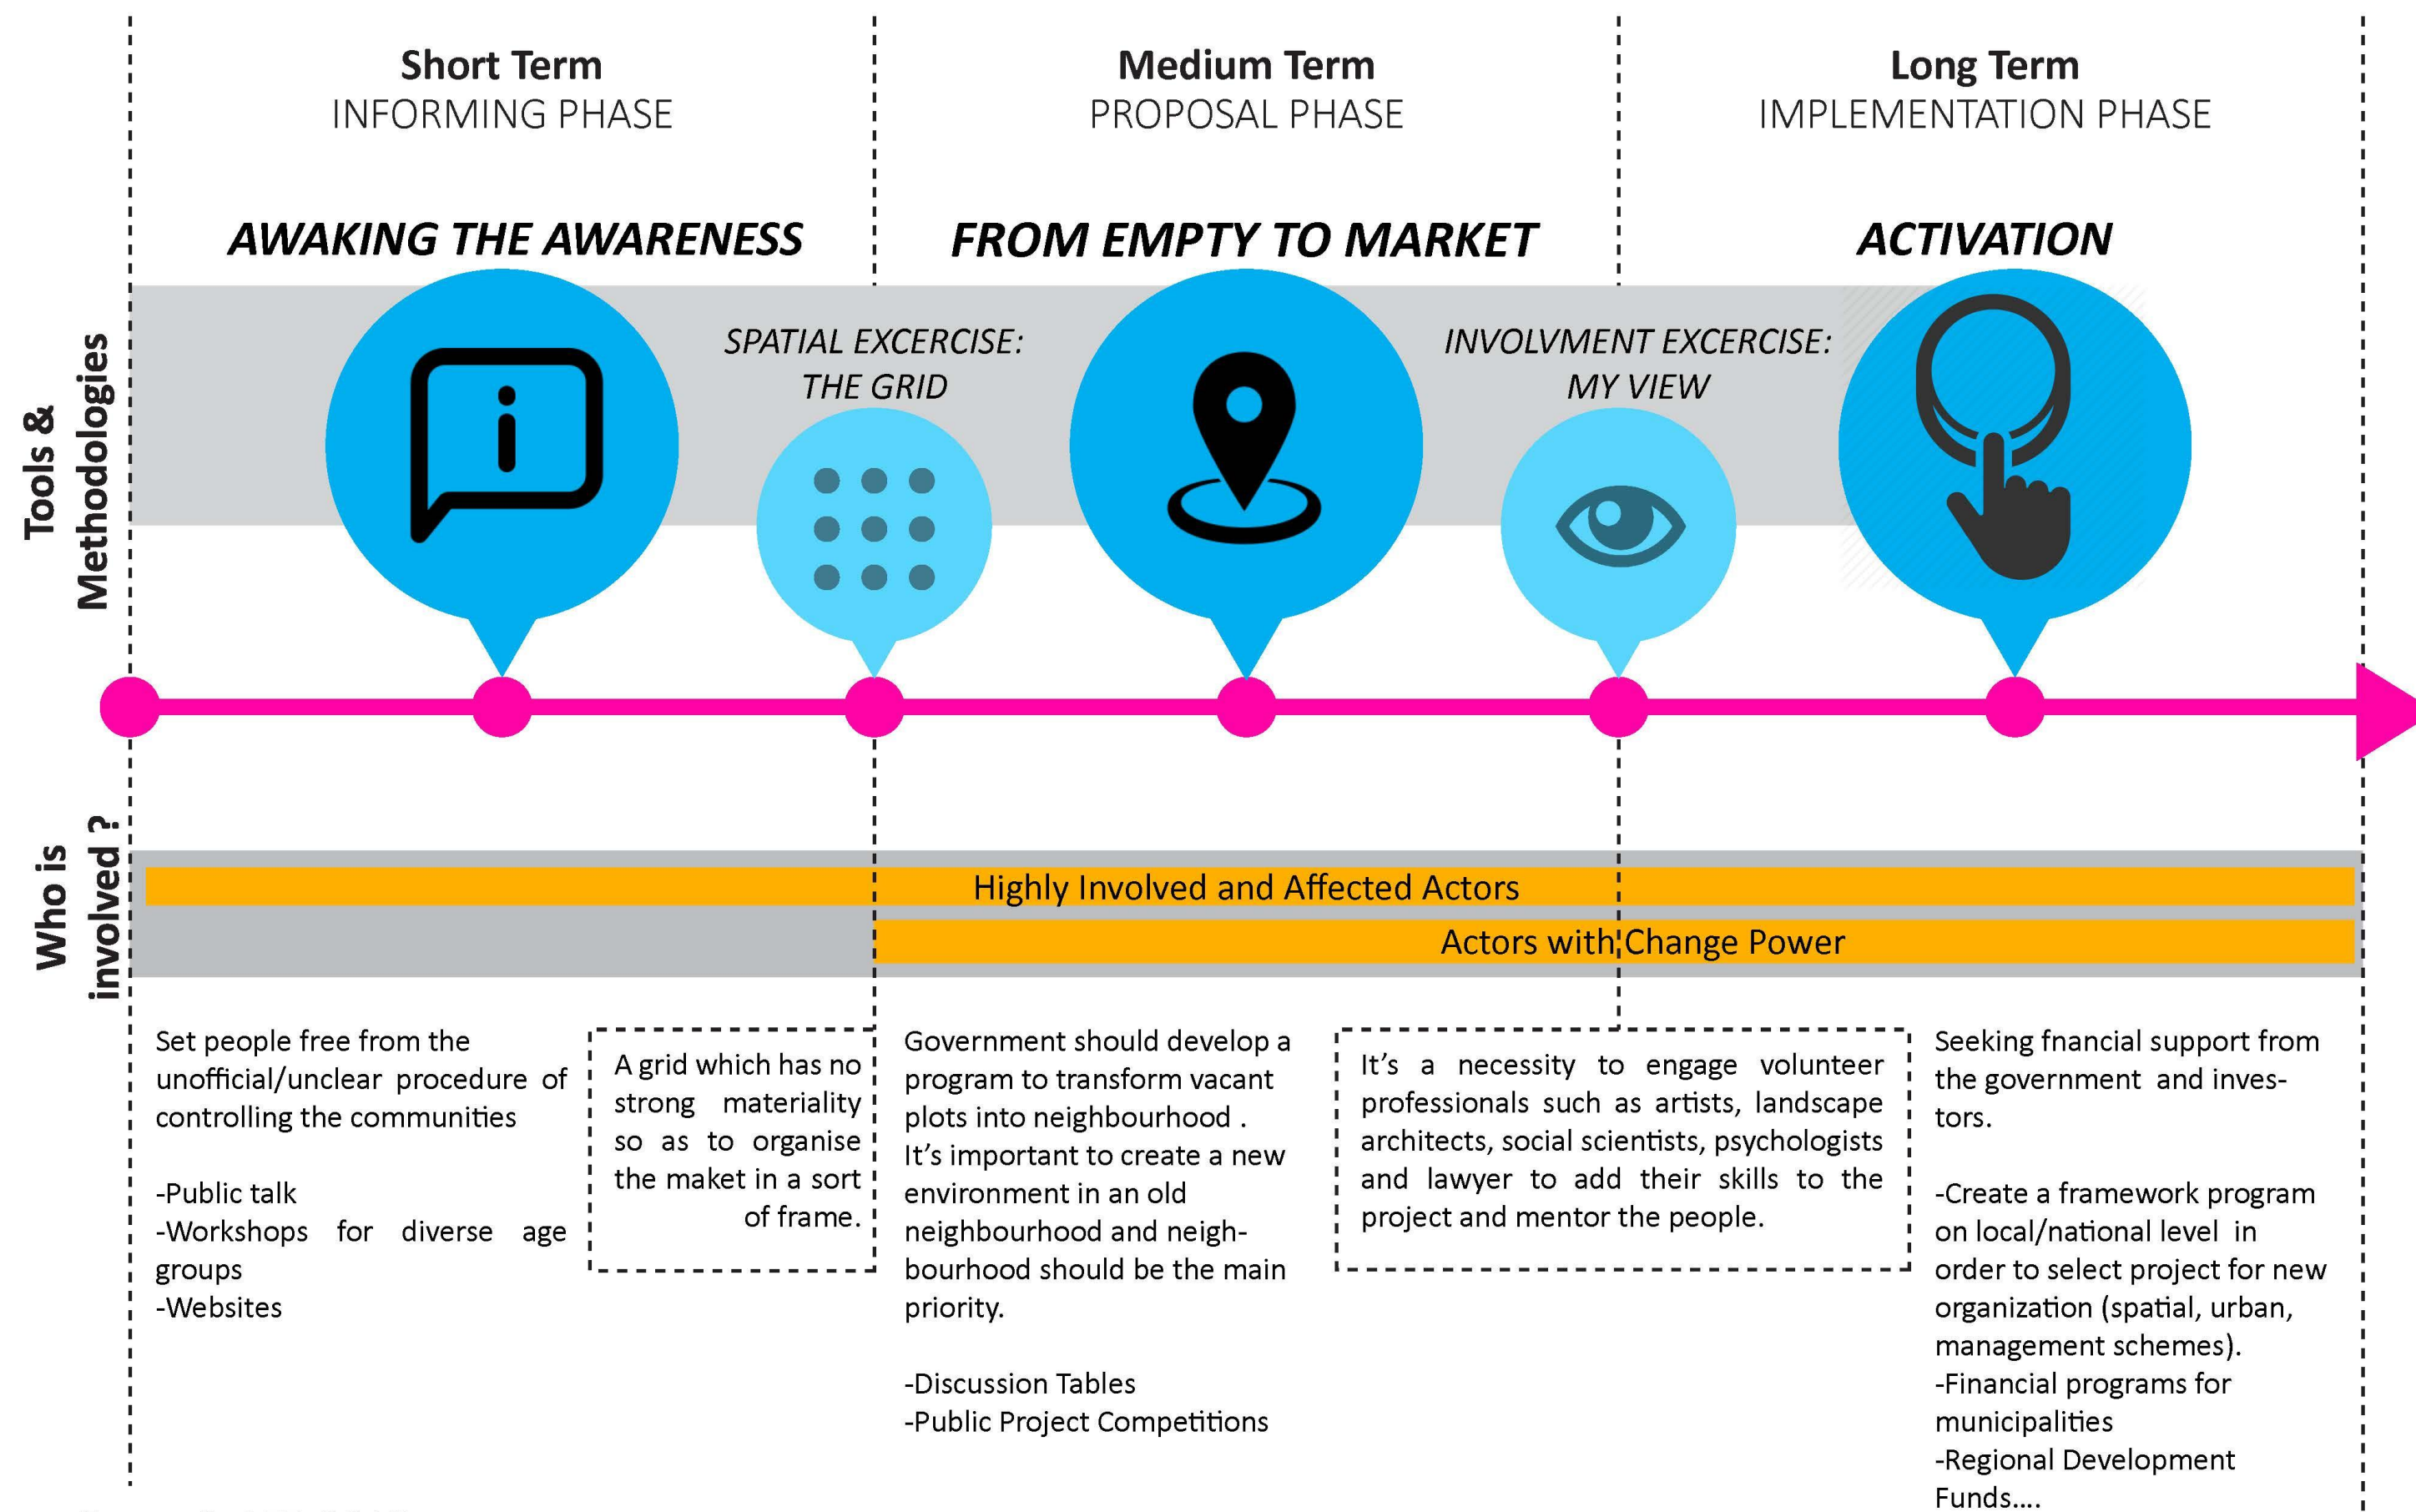 Short Term
INFORMING PHASE
Medium Term
PROPOSAL PHASE
Long Term
IMPLEMENTATION PHASE
AWAKING THE AWARENESS
FROM EMPTY TO MARKET
ACTIVATION
Tools &
Methodologies
SPATIAL EXCERCISE:
THE GRID
INVOLVMENT EXCERCISE:
MY VIEW
Who is
involved ?
Highly Involved and Affected Actors
Actors with Change Power
Set people free from the
unofficial/unclear procedure of
controlling the communities
-Public talk
-Workshops for diverse age
groups
-Websites
A grid which has no
strong materiality
so as to organise
the maket in a sort
of frame.
Government should develop a
program to transform vacant
plots into neighbourhood .
It's important to create a new
environment in an old
neighbourhood and neigh-
bourhood should be the main
priority.
-Discussion Tables
-Public Project Competitions
It's a necessity to engage volunteer
professionals such as artists, landscape
architects, social scientists, psychologists
and lawyer to add their skills to the
project and mentor the people.
Seeking fnancial support from
the government and inves-
tors.
-Create a framework program
on local/national level in
order to select project for new
organization (spatial, urban,
management schemes).
-Financial programs for
municipalities
-Regional Development
Funds....